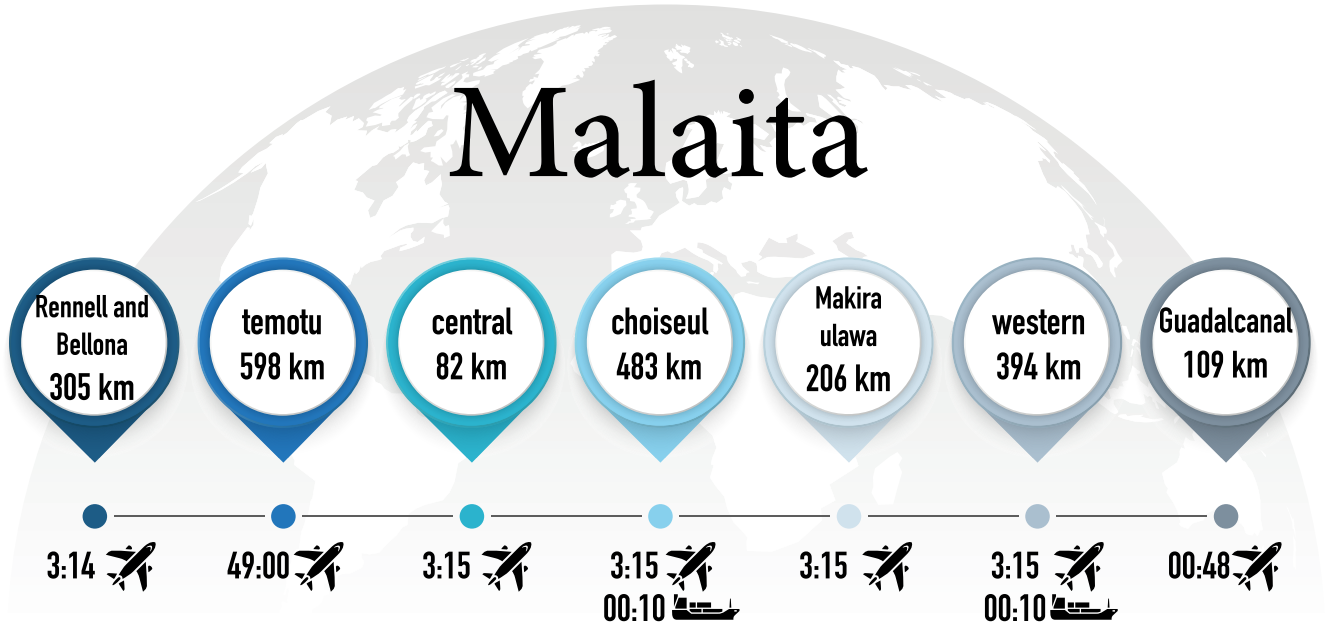 Malaita
Rennell and
Bellona
305 km
temotu
598 km
central
82 km
choiseul
483 km
Makira
ulawa
206 km
western
394 km
Guadalcanal
109 km
3:14
49:00
3:15
3:15
00:10
3:15
3:15
00:10
00:48